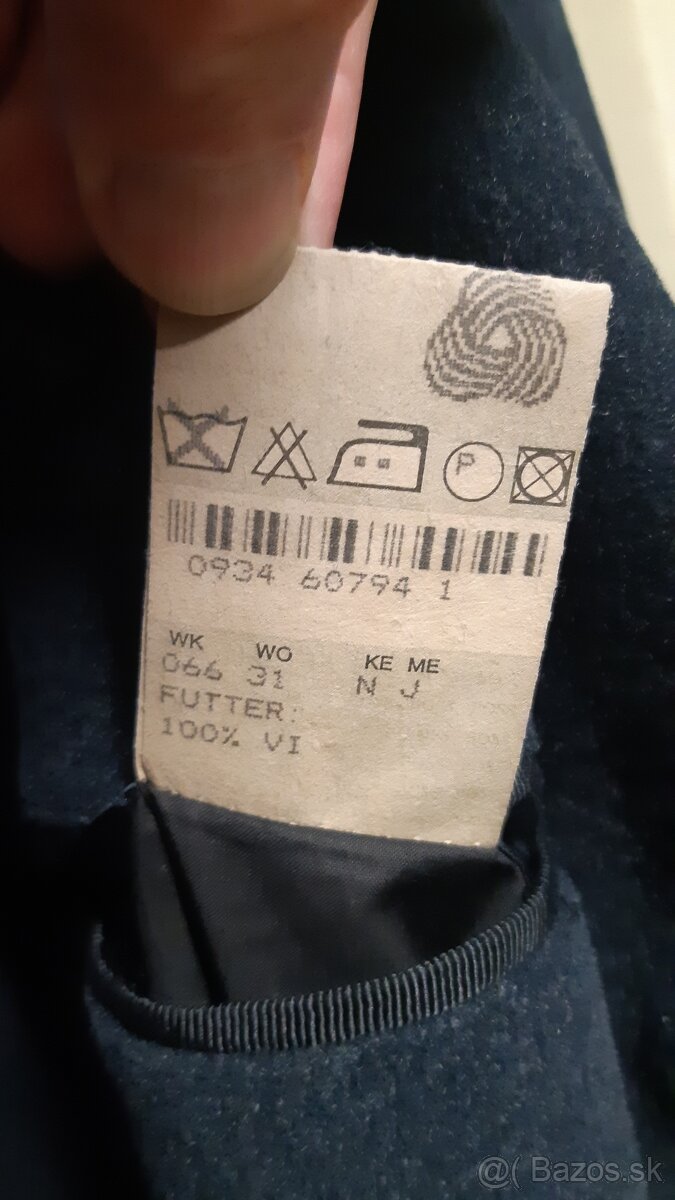 P
0934 60794 1
WK WO KE ME
066 31 N J
FUTTER:
100% VI
@( Bazos.sk